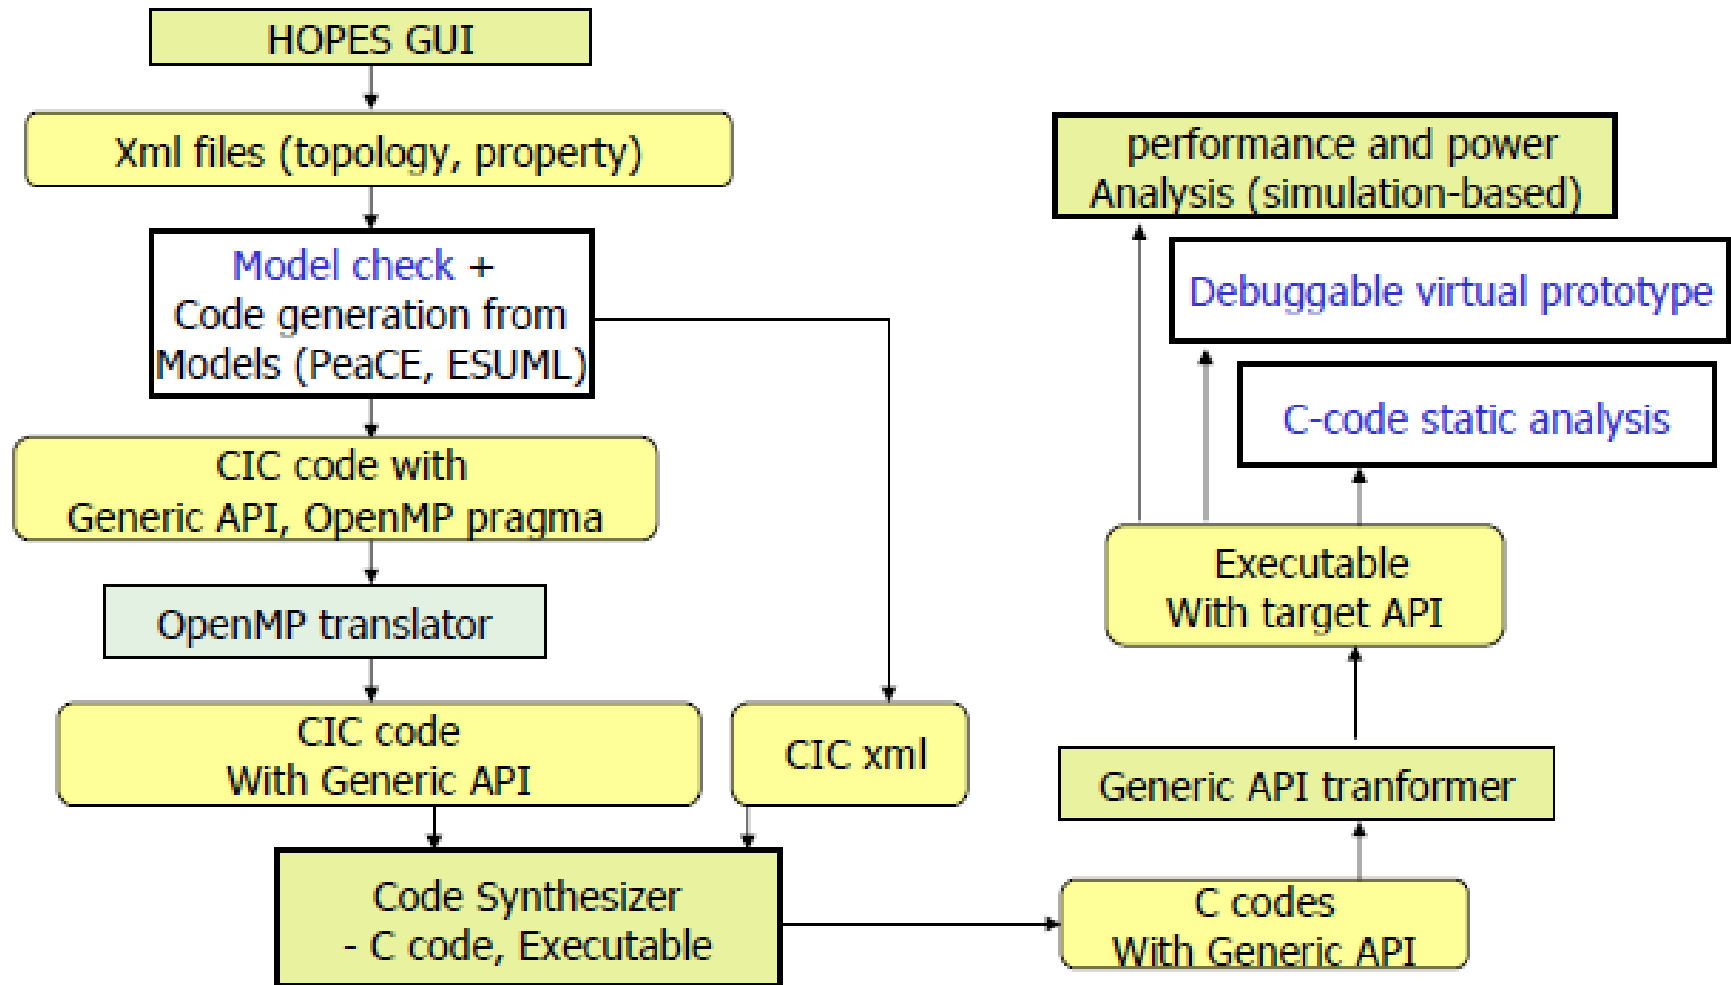 HOPES GUI
Xml files (topology, property)
Model check +
Code generation from
Models (PeaCE, ESUML)
CIC code with
Generic API, OpenMP pragma
OpenMP translator
CIC code
With Generic API
CIC xml
Code Synthesizer
- C code, Executable
performance and power
Analysis (simulation-based)
Debuggable virtual prototype
C-code static analysis
Executable
With target API
Generic API tranformer
C codes
With Generic API